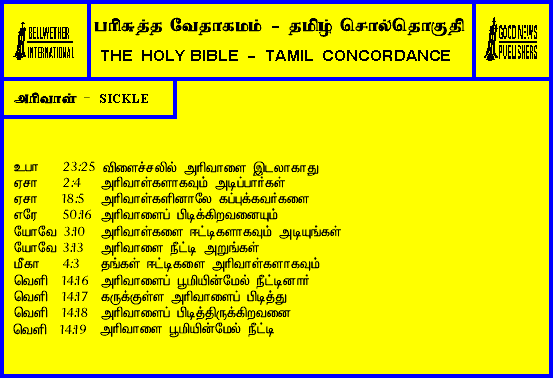 BELLWETHER
INTERNATIONAL
பரிசுத்த வேதாகமம் - தமிழ் சொல்தொகுதி
THE HOLY BIBLE - TAMIL CONCORDANCE
GOOD NEWS
PUBLISHERS
அரிவாள் - SICKLE
உபா 23:25 விளைச்சலில் அரிவாளை இடலாகாது
ஏசா 2:4 அரிவாள்களாகவும் அடிப்பார்கள்
ஏசா 18:5 அரிவாள்களினாலே கப்புக்கவர்களை
எரே 50:16 அரிவாளைப் பிடிக்கிறவனையும்
யோவே 3:10 அரிவாள்களை ஈட்டிகளாகவும் அடியுங்கள்
யோவே 3:13 அரிவாளை நீட்டி அறுங்கள்
மீகா 4:3 தங்கள் ஈட்டிகளை அரிவாள்களாகவும்
வெளி 14:16 அரிவாளைப் பூமியின்மேல் நீட்டினார்
வெளி 14:17 கருக்குள்ள அரிவாளைப் பிடித்து
வெளி 14:18 அரிவாளைப் பிடித்திருக்கிறவனை
வெளி 14:19 அரிவாளை பூமியின்மேல் நீட்டி